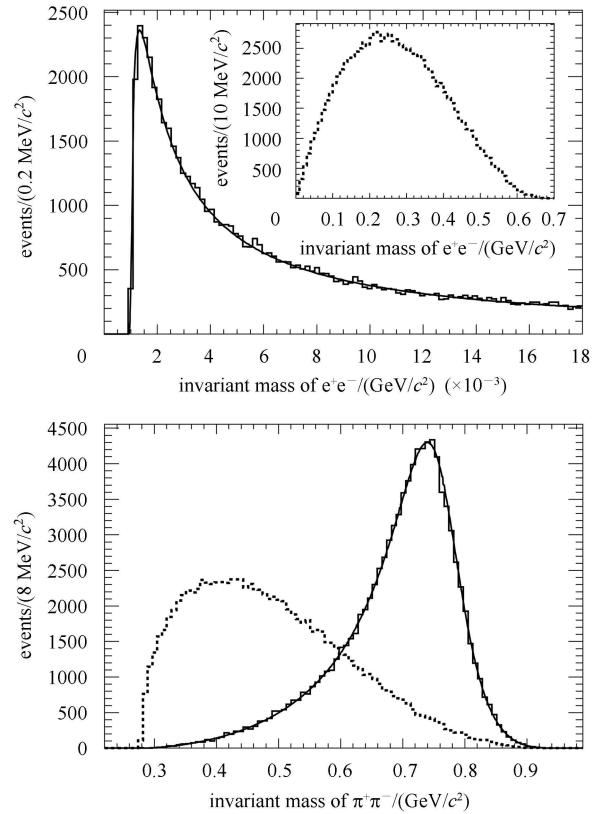 2500
2000
1500
1000
500
0
events/(0.2 MeV/c²)
2 4 6 8 10 12 14 16 18
invariant mass of e⁺e⁻/(GeV/c²) (×10⁻³)
2500
2000
1500
1000
500
0
events/(10 MeV/c²)
0.1 0.2 0.3 0.4 0.5 0.6 0.7
invariant mass of e⁺e⁻/(GeV/c²)
4500
4000
3500
3000
2500
2000
1500
1000
500
0
events/(8 MeV/c²)
0.3 0.4 0.5 0.6 0.7 0.8 0.9
invariant mass of π⁺π⁻/(GeV/c²)